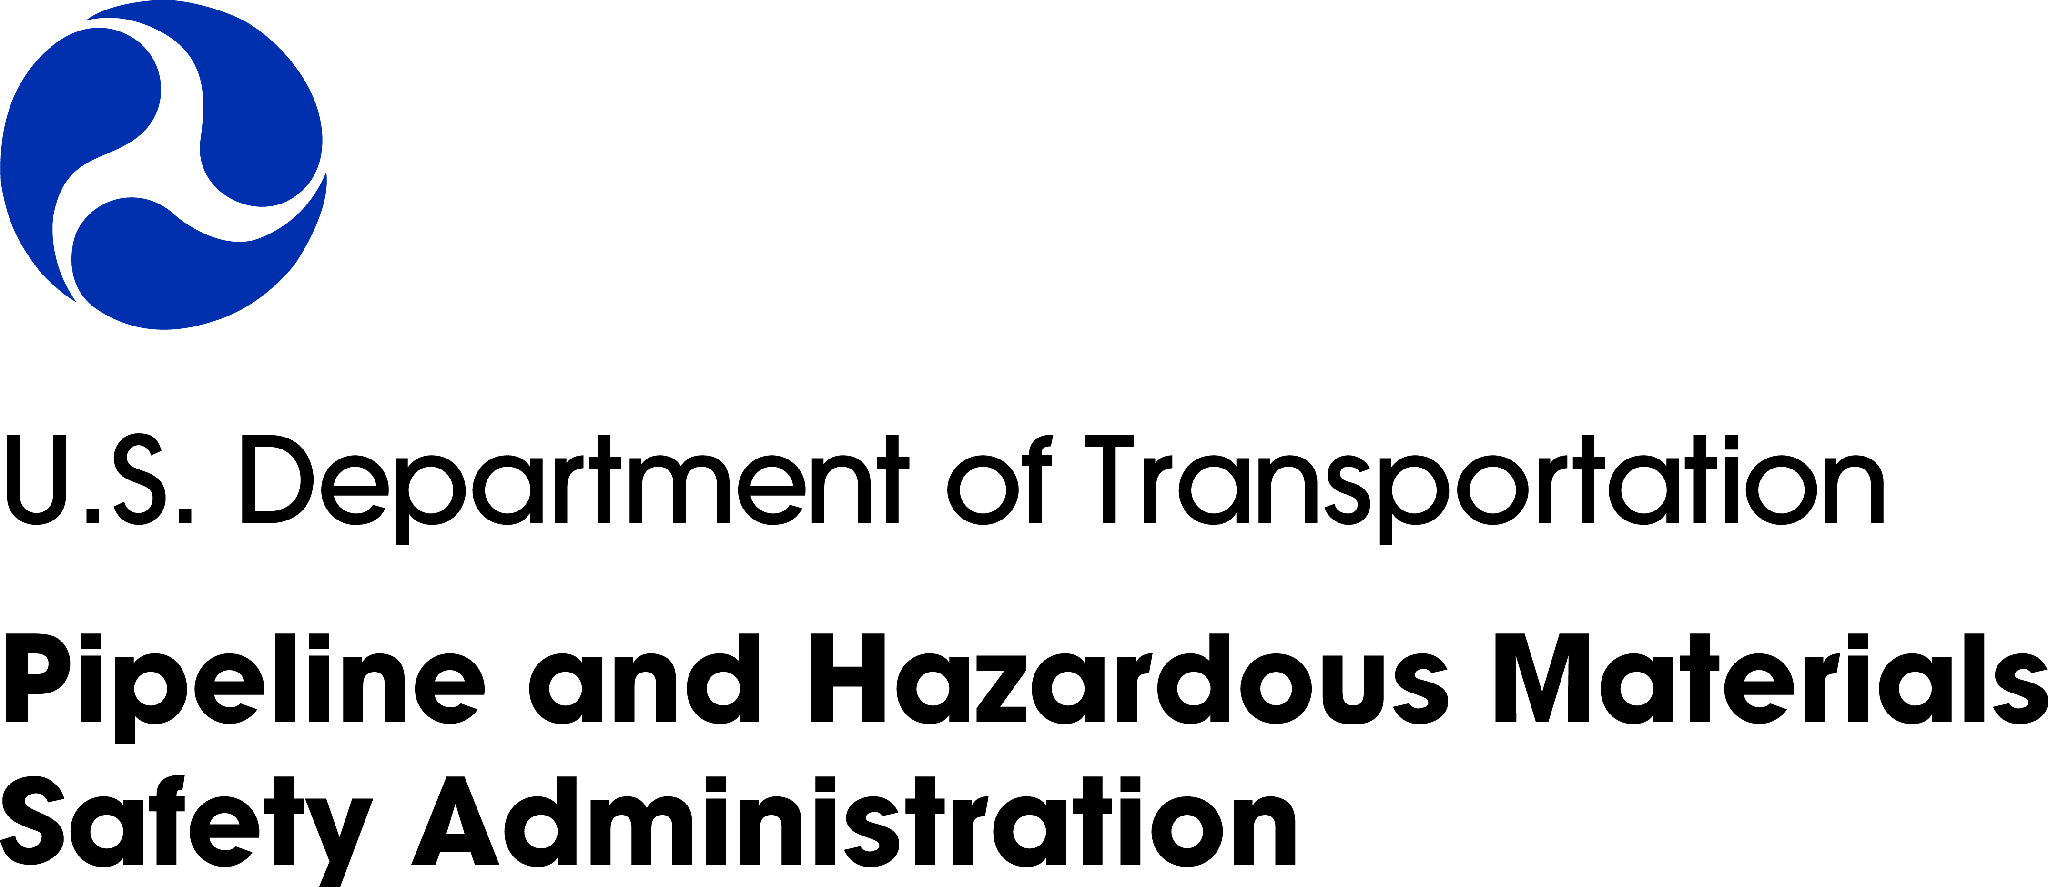 U.S. Department of Transportation
Pipeline and Hazardous Materials
Safety Administration